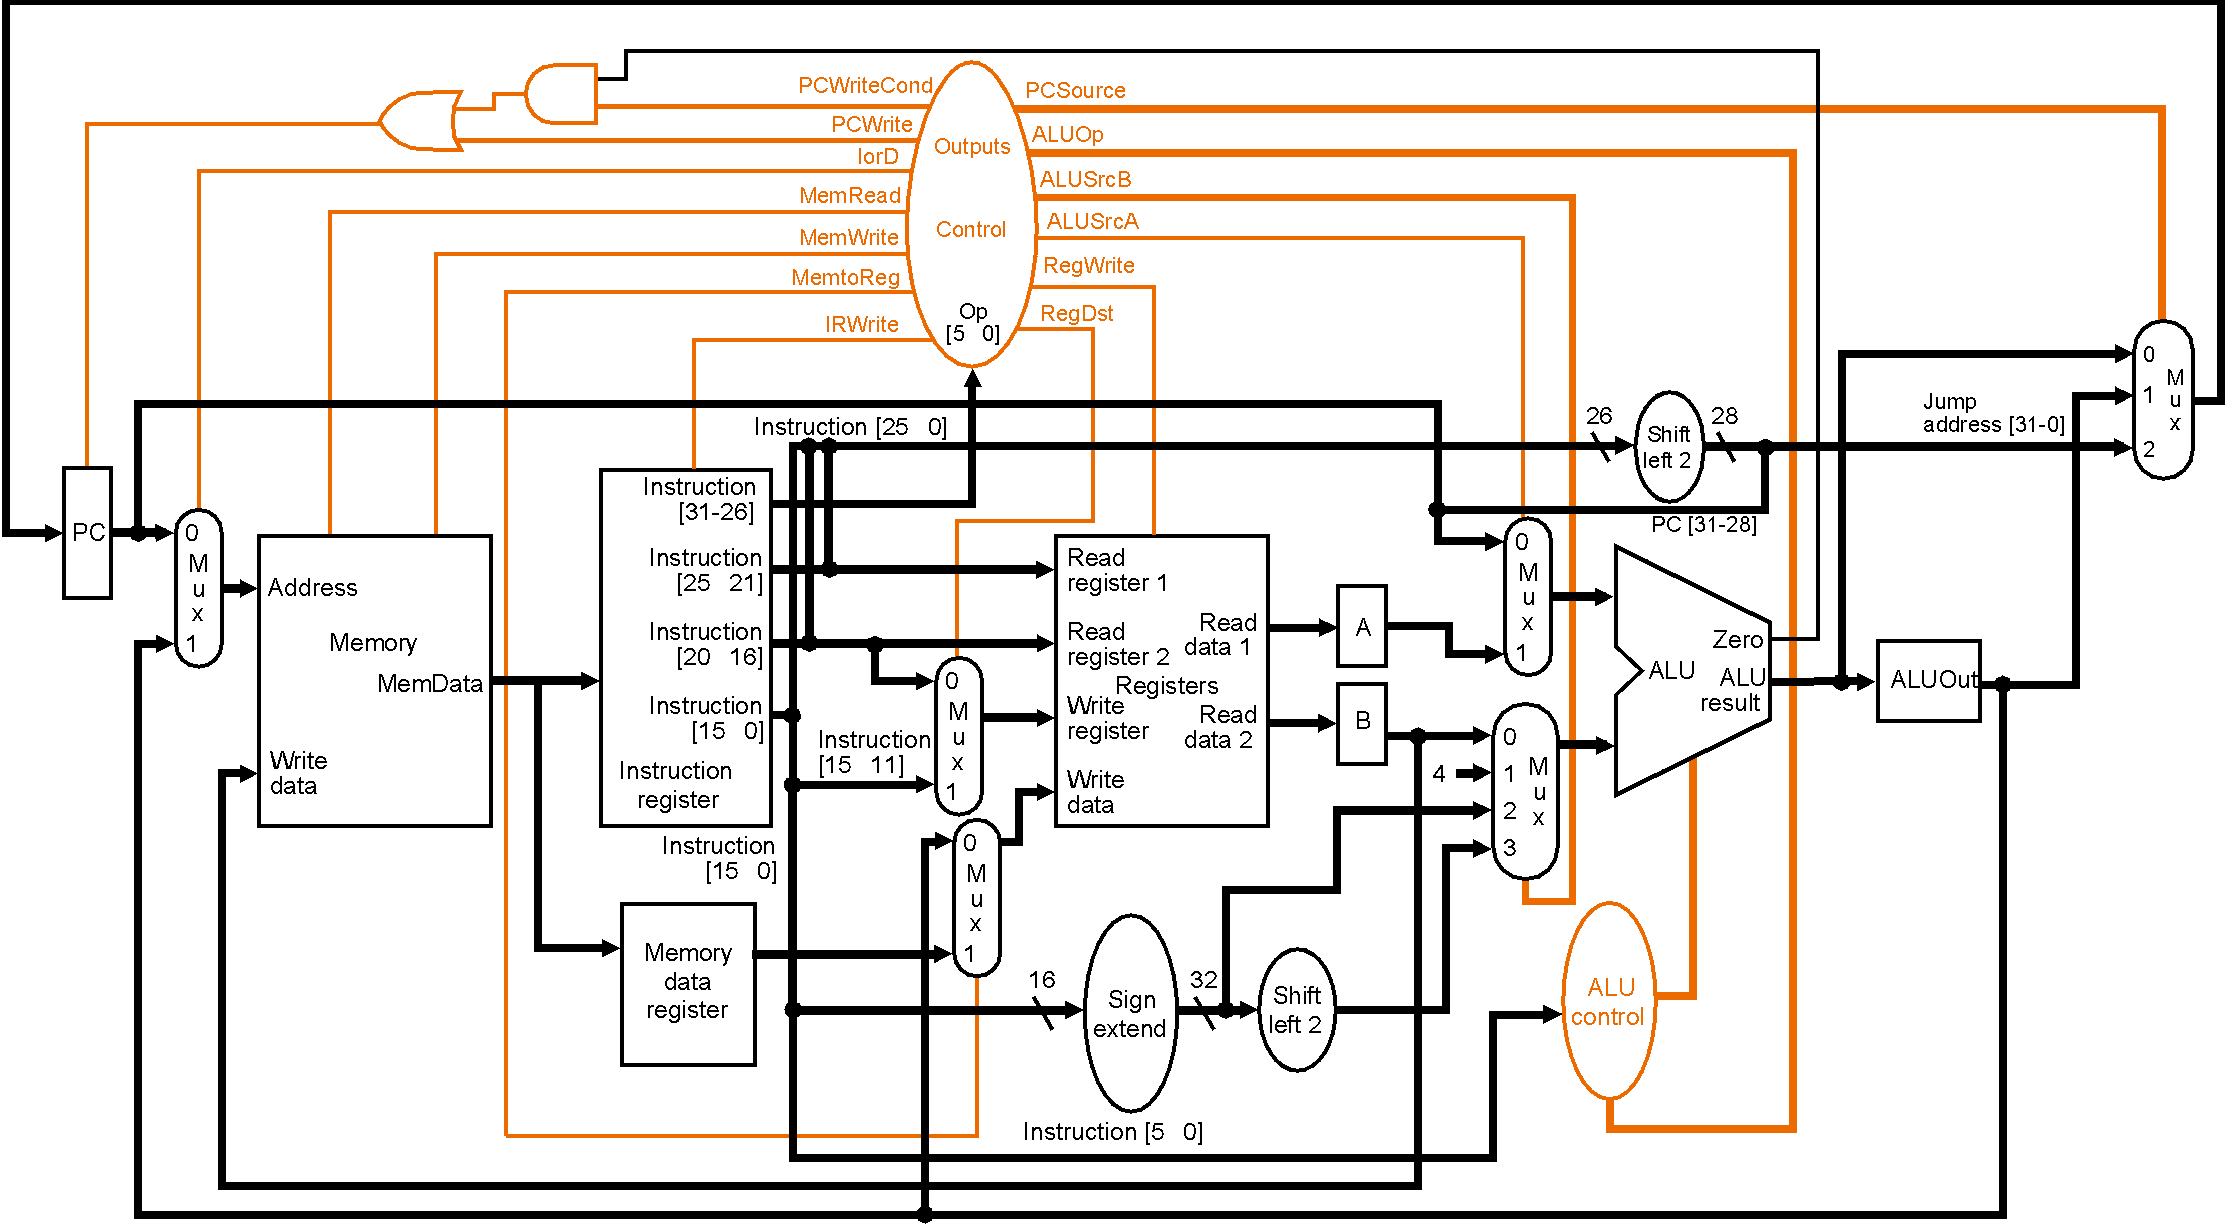 PCWriteCond
PCWrite
IorD
MemRead
MemWrite
MemtoReg
IRWrite
Outputs
Control
Op
[5 0]
PCSource
ALUOp
ALUSrcB
ALUSrcA
RegWrite
RegDst
Instruction [25 0]
26
Shift
left 2
28
Jump
address [31-0]
PC [31-28]
0
1
2
M
u
x
PC
0
M
u
x
1
Address
Memory
MemData
Write
data
Instruction
[31-26]
Instruction
[25 21]
Instruction
[20 16]
Instruction
[15 0]
Instruction
register
Instruction
[15 0]
Memory
data
register
Instruction
[15 11]
0
M
u
x
1
0
M
u
x
1
Read
register 1
Read
register 2
Registers
Write
register
Write
data
Read
data 1
Read
data 2
A
B
4
0
M
u
x
1
0
1
2
3
M
u
x
Zero
ALU
ALU
result
ALUOut
16
Sign
extend
32
Shift
left 2
ALU
control
Instruction [5 0]